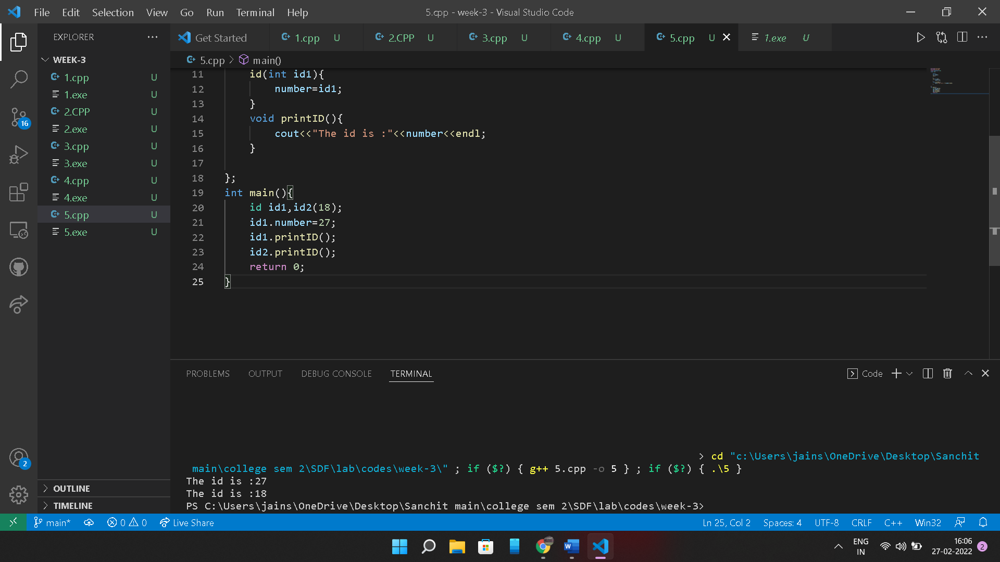 File Edit Selection View Go Run Terminal Help
5.cpp - week-3 - Visual Studio Code
EXPLORER
Get Started
1.cpp U
2.CPP U
3.cpp U
4.cpp U
5.cpp U
1.exe U
5.cpp > main()
WEEK-3
1.cpp U
1.exe U
2.CPP U
2.exe U
3.cpp U
3.exe U
4.cpp U
4.exe U
5.cpp U
5.exe U
16
2
OUTLINE
TIMELINE
11 id(int id1){
12 number=id1;
13 }
14 void printID(){
15 cout<<"The id is :"<<number<<endl;
16 }
17
18 };
19 int main(){
20 id id1,id2(18);
21 id1.number=27;
22 id1.printID();
23 id2.printID();
24 return 0;
25 }
PROBLEMS OUTPUT DEBUG CONSOLE TERMINAL
Code
> cd "c:\Users\jains\OneDrive\Desktop\Sanchit
main\college sem 2\SDF\lab\codes\week-3\" ; if ($?) { g++ 5.cpp -o 5 } ; if ($?) { .\5 }
The id is :27
The id is :18
PS C:\Users\jains\OneDrive\Desktop\Sanchit main\college sem 2\SDF\lab\codes\week-3>
main* 0 0 Live Share
Ln 25, Col 2 Spaces: 4 UTF-8 CRLF C++ Win32
W
ENG
IN
16:06
27-02-2022
2